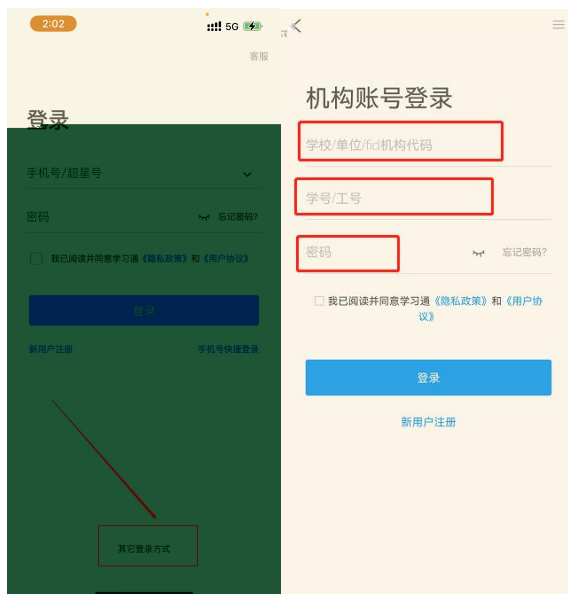 2:02
5G
客服
登录
手机号/超星号
密码
忘记密码?
我已阅读并同意学习通《隐私政策》和《用户协议》
登录
新用户注册
手机号快捷登录
其它登录方式
机构账号登录
学校/单位/fid机构代码
学号/工号
密码
忘记密码?
我已阅读并同意学习通《隐私政策》和《用户协
议》
登录
新用户注册